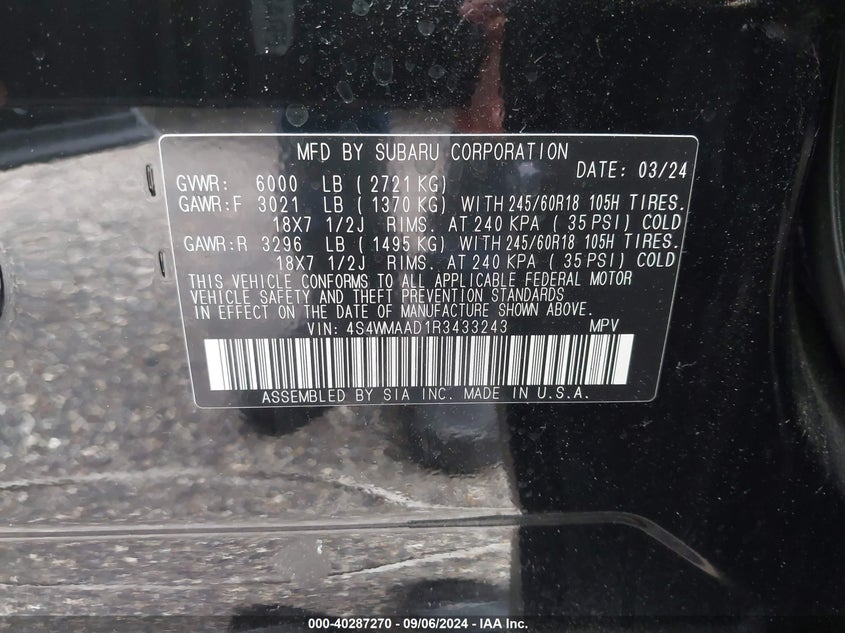 MFD BY SUBARU CORPORATION
DATE: 03/24
GVWR: 6000 LB ( 2721 KG)
GAWR:F 3021 LB ( 1370 KG) WITH 245/60R18 105H TIRES.
18X7 1/2J RIMS. AT 240 KPA ( 35 PSI) COLD
GAWR:R 3296 LB ( 1495 KG) WITH 245/60R18 105H TIRES.
18X7 1/2J RIMS. AT 240 KPA ( 35 PSI) COLD
THIS VEHICLE CONFORMS TO ALL APPLICABLE FEDERAL MOTOR
VEHICLE SAFETY AND THEFT PREVENTION STANDARDS
IN EFFECT ON THE DATE OF MANUFACTURE SHOWN ABOVE.
VIN: 4S4WMAAD1R3433243 MPV
ASSEMBLED BY SIA INC. MADE IN U.S.A.
000-40287270 - 09/06/2024 - IAA Inc.